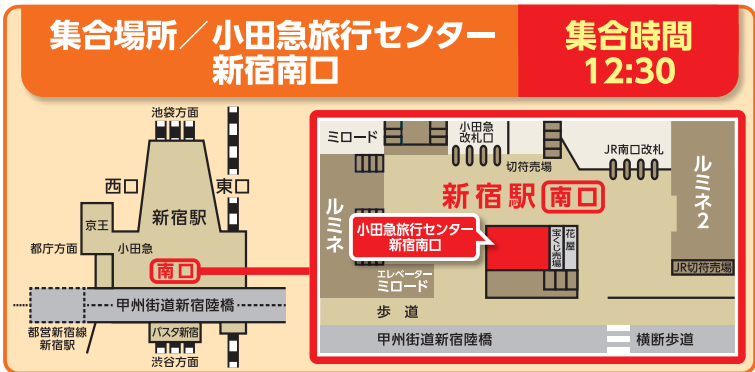 集合場所／小田急旅行センター
新宿南口
集合時間
12:30
池袋方面
西口
東口
新宿駅
京王
都庁方面
小田急
南口
甲州街道新宿陸橋
都営新宿線
新宿駅
バスタ新宿
渋谷方面
ミロード
小田急
改札口
切符売場
JR南口改札
ルミネ2
新宿駅 南口
ルミネ
小田急旅行センター
新宿南口
宝くじ売場
花屋
エレベーター
ミロード
JR切符売場
歩道
甲州街道新宿陸橋
横断歩道